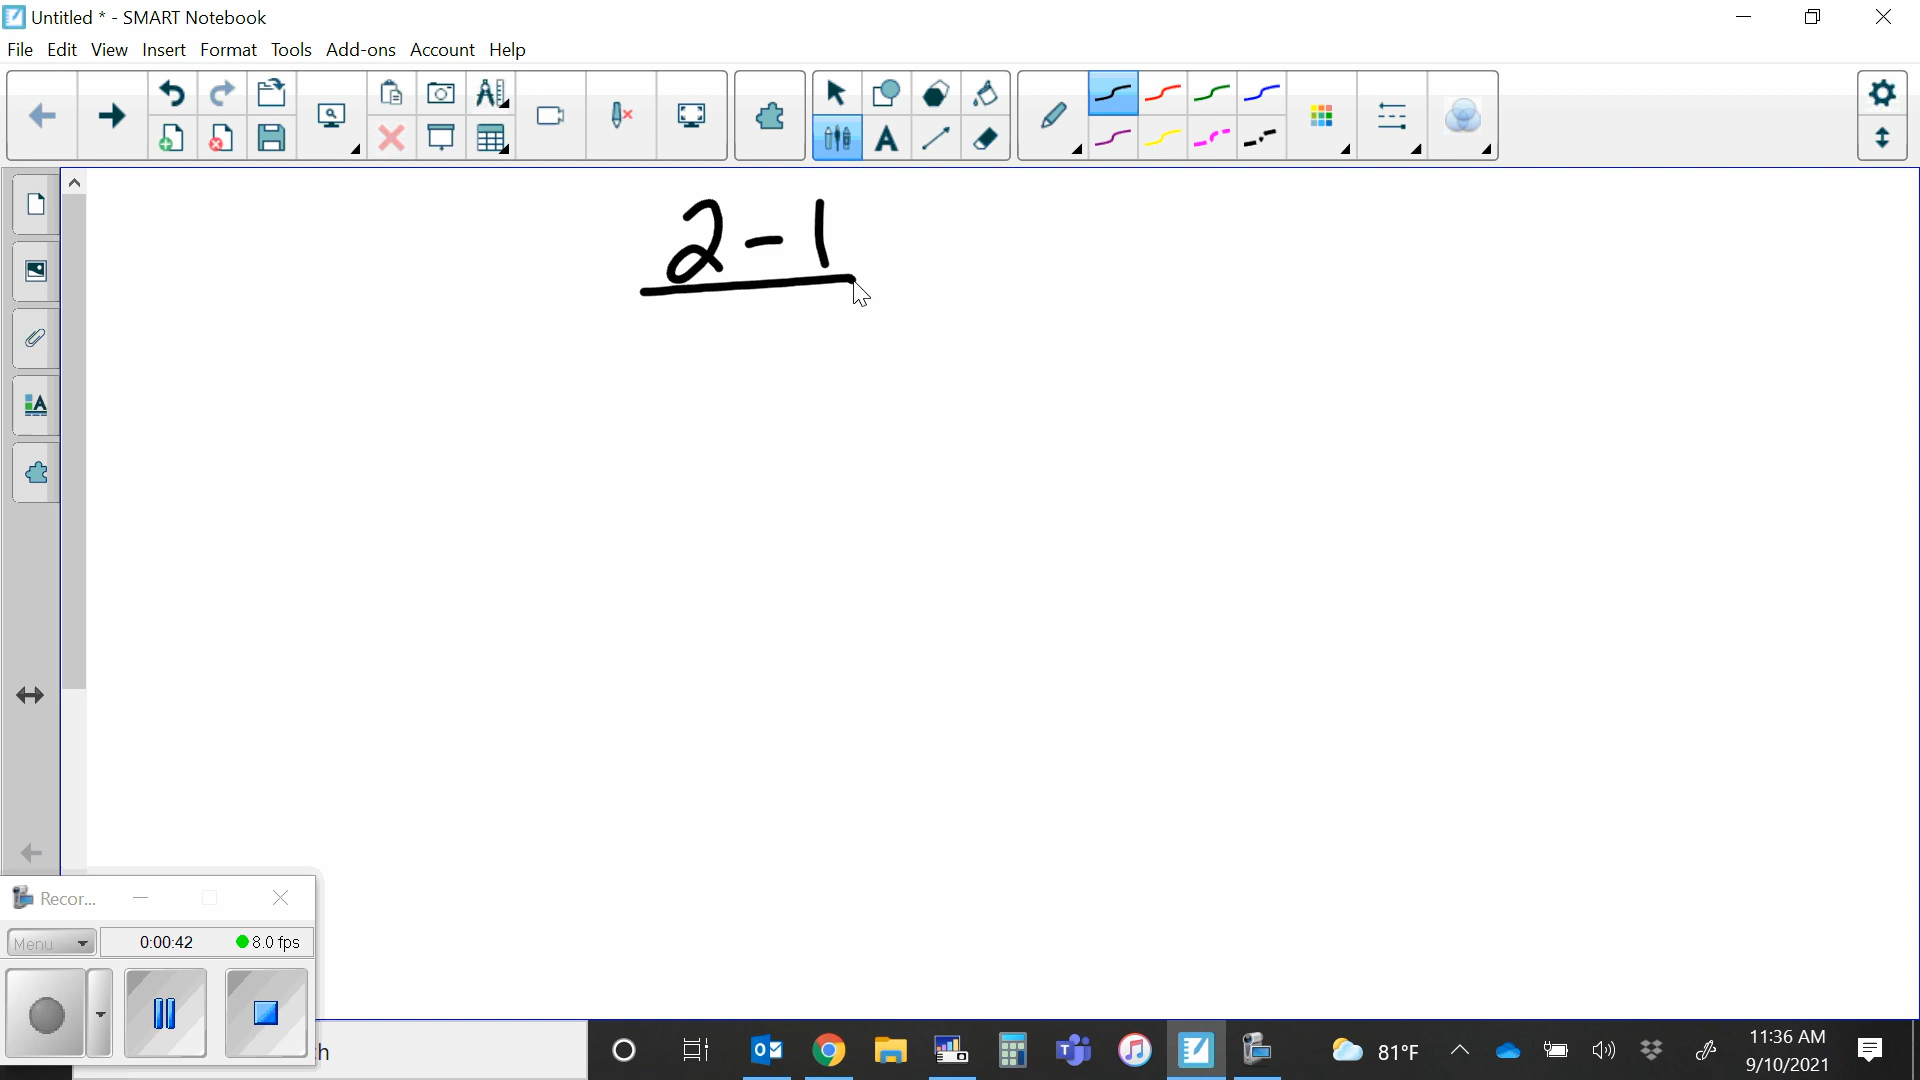 Untitled * - SMART Notebook
File Edit View Insert Format Tools Add-ons Account Help
2-1
Recor...
Menu 0:00:42 8.0 fps
h
81°F
11:36 AM
9/10/2021